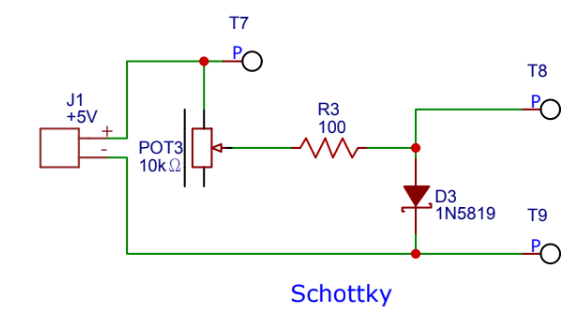 T7
P
T8
P
J1
+5V
+
-
R3
100
POT3
10kΩ
D3
1N5819
T9
P
Schottky